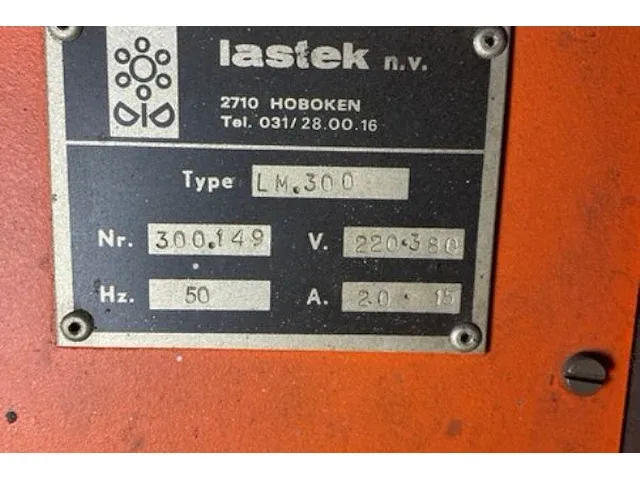 lastek n.v.
2710 HOBOKEN
Tel. 031/28.00.16
Type LM.300
Nr. 300.149 V. 220.380
Hz. 50 A. 20. 15